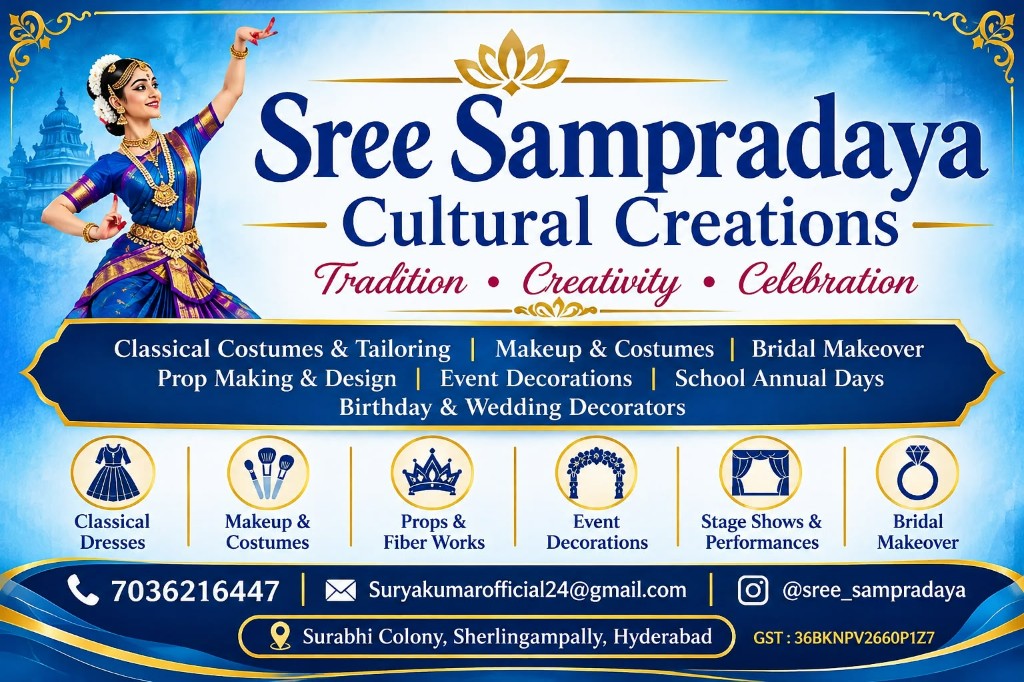 Sree Sampradaya
Cultural Creations
Tradition • Creativity • Celebration
Classical Costumes & Tailoring | Makeup & Costumes | Bridal Makeover
Prop Making & Design | Event Decorations | School Annual Days
Birthday & Wedding Decorators
Classical
Dresses
Makeup &
Costumes
Props &
Fiber Works
Event
Decorations
Stage Shows &
Performances
Bridal
Makeover
7036216447 | Suryakumarofficial24@gmail.com | @sree_sampradaya
Surabhi Colony, Sherlingampally, Hyderabad
GST : 36BKNPV2660P1Z7